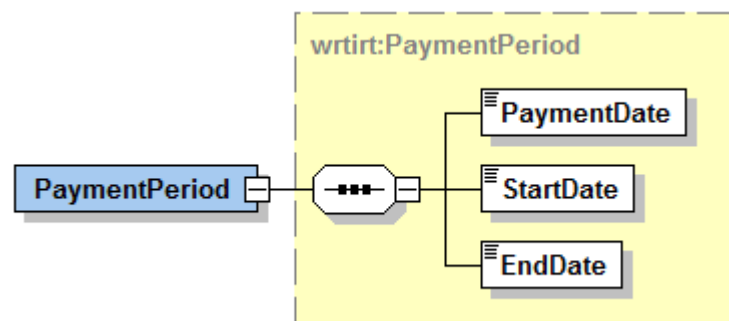 wrtirt:PaymentPeriod
PaymentDate
PaymentPeriod
StartDate
EndDate